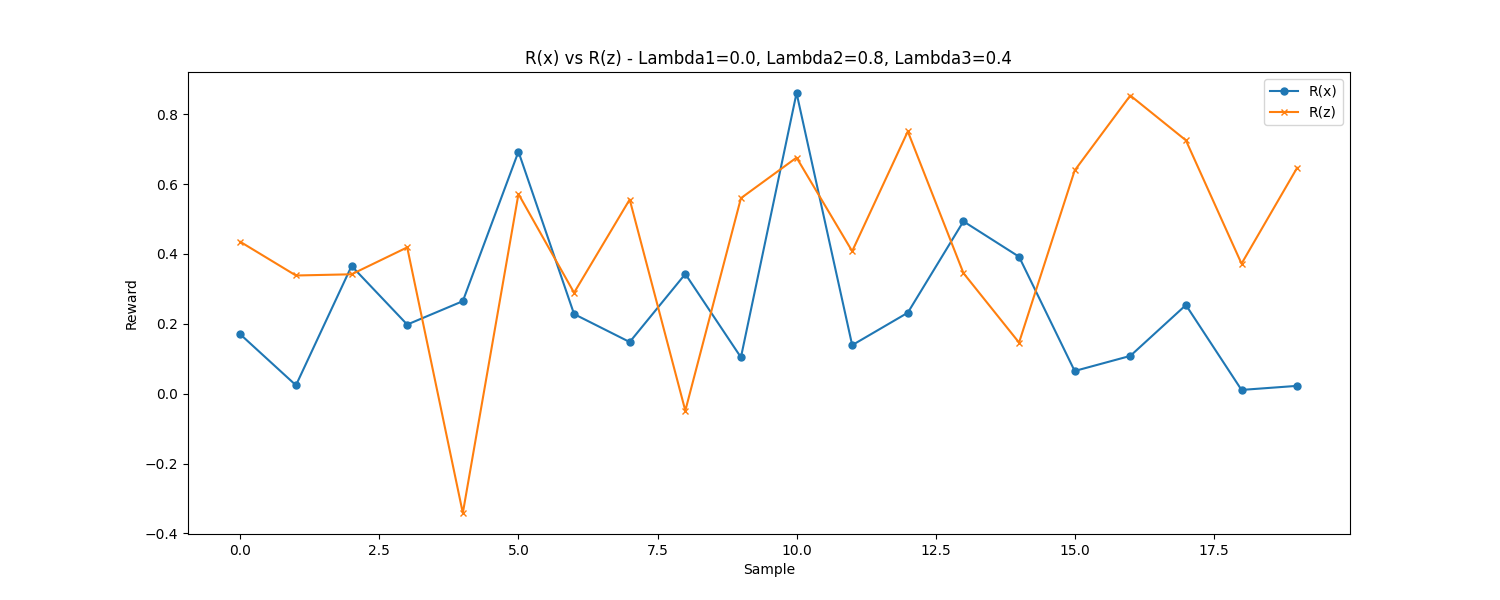 R(x) vs R(z) - Lambda1=0.0, Lambda2=0.8, Lambda3=0.4
R(x)
R(z)
0.8
0.6
0.4
0.2
0.0
−0.2
−0.4
Reward
0.0 2.5 5.0 7.5 10.0 12.5 15.0 17.5
Sample